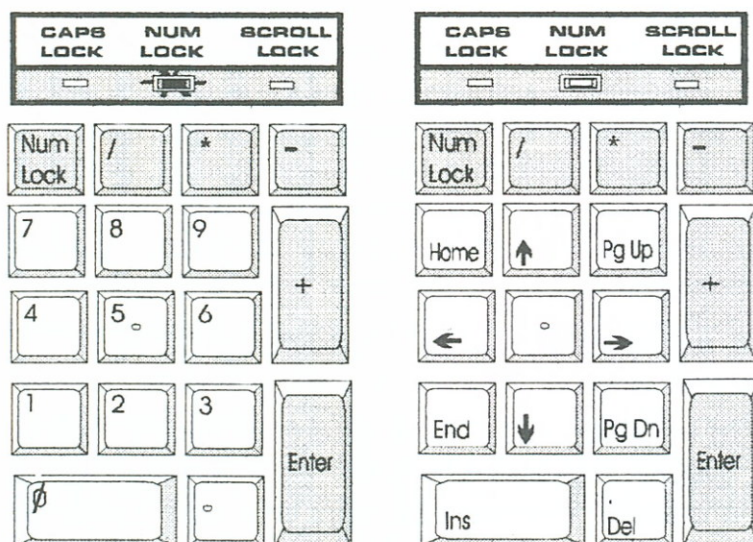 CAPS NUM SCROLL
LOCK LOCK LOCK
Num / * -
Lock
7 8 9
+
4 5 6
1 2 3
Enter
0 .
CAPS NUM SCROLL
LOCK LOCK LOCK
Num / * -
Lock
Home ↑ Pg Up
+
← →
End ↓ Pg Dn
Enter
Ins . Del